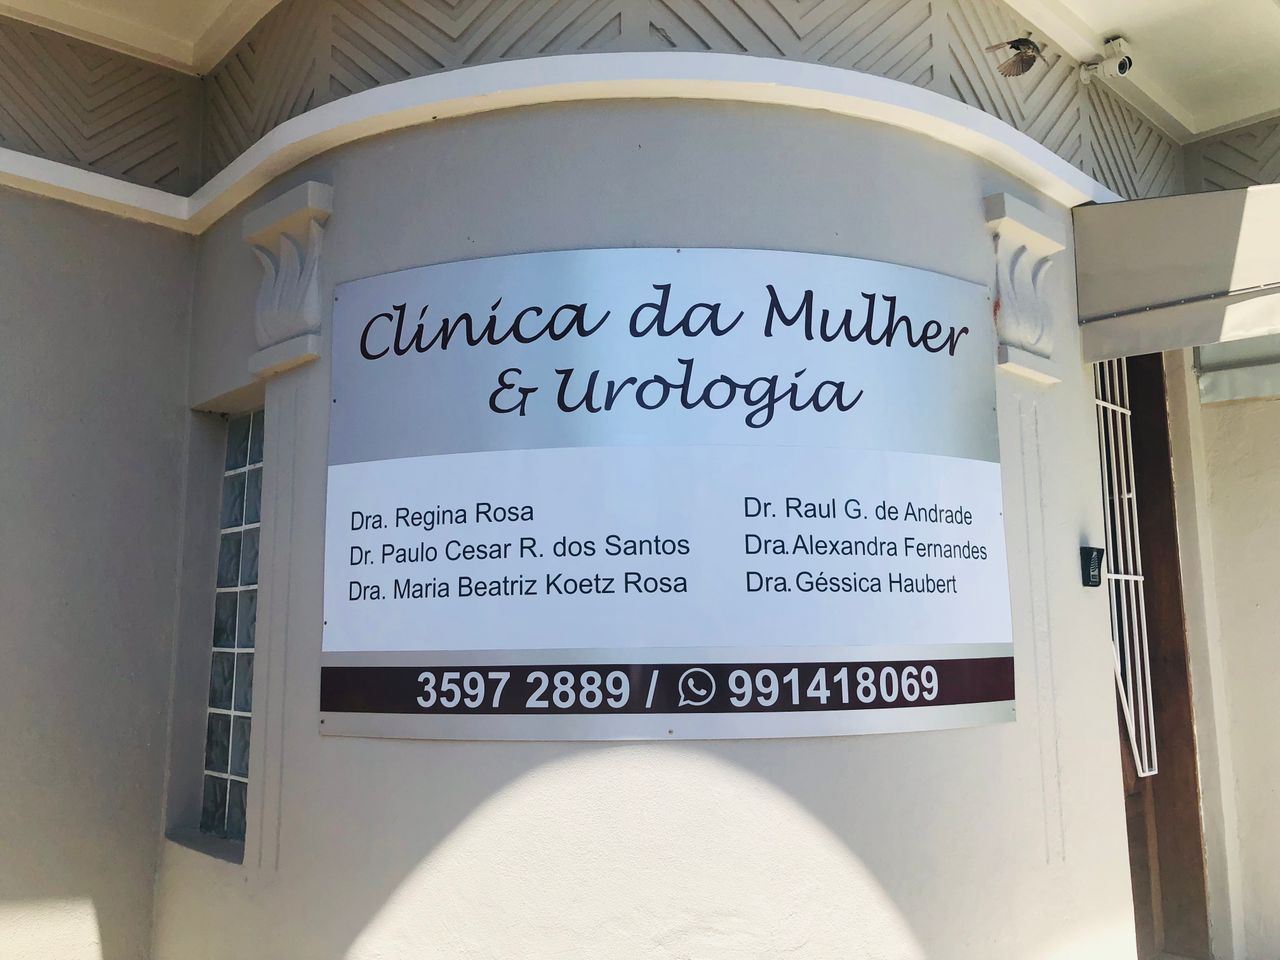 Clínica da Mulher
& Urologia
Dra. Regina Rosa
Dr. Paulo Cesar R. dos Santos
Dra. Maria Beatriz Koetz Rosa
Dr. Raul G. de Andrade
Dra. Alexandra Fernandes
Dra. Géssica Haubert
3597 2889 / 991418069